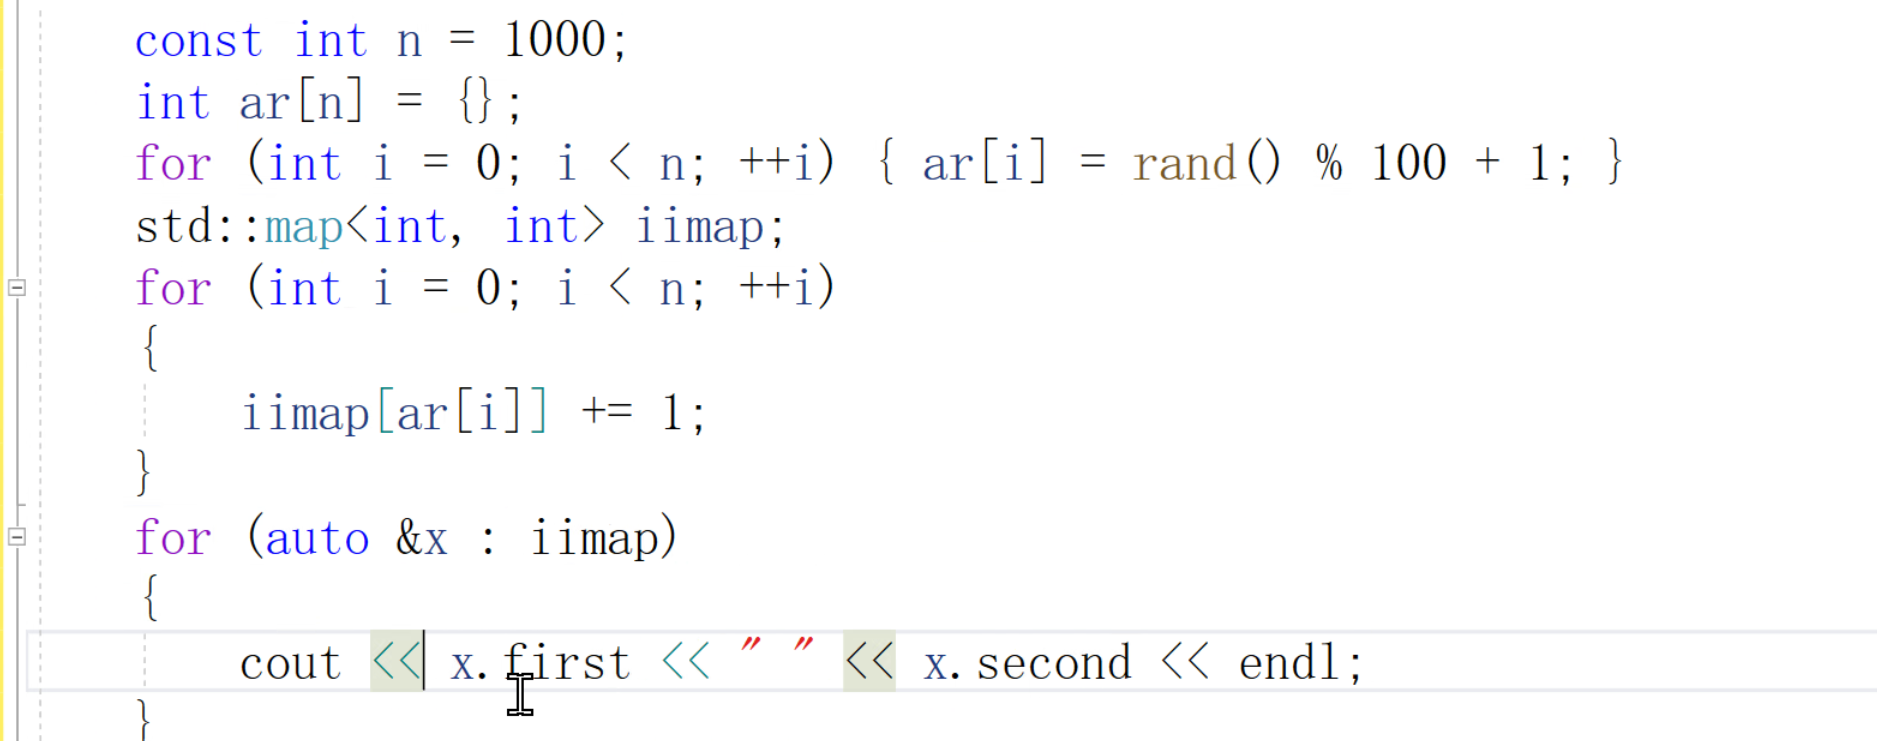 const int n = 1000;
int ar[n] = {};
for (int i = 0; i < n; ++i) { ar[i] = rand() % 100 + 1; }
std::map<int, int> iimap;
for (int i = 0; i < n; ++i)
{
iimap[ar[i]] += 1;
}
for (auto &x : iimap)
{
cout << x.first << " " << x.second << endl;
}